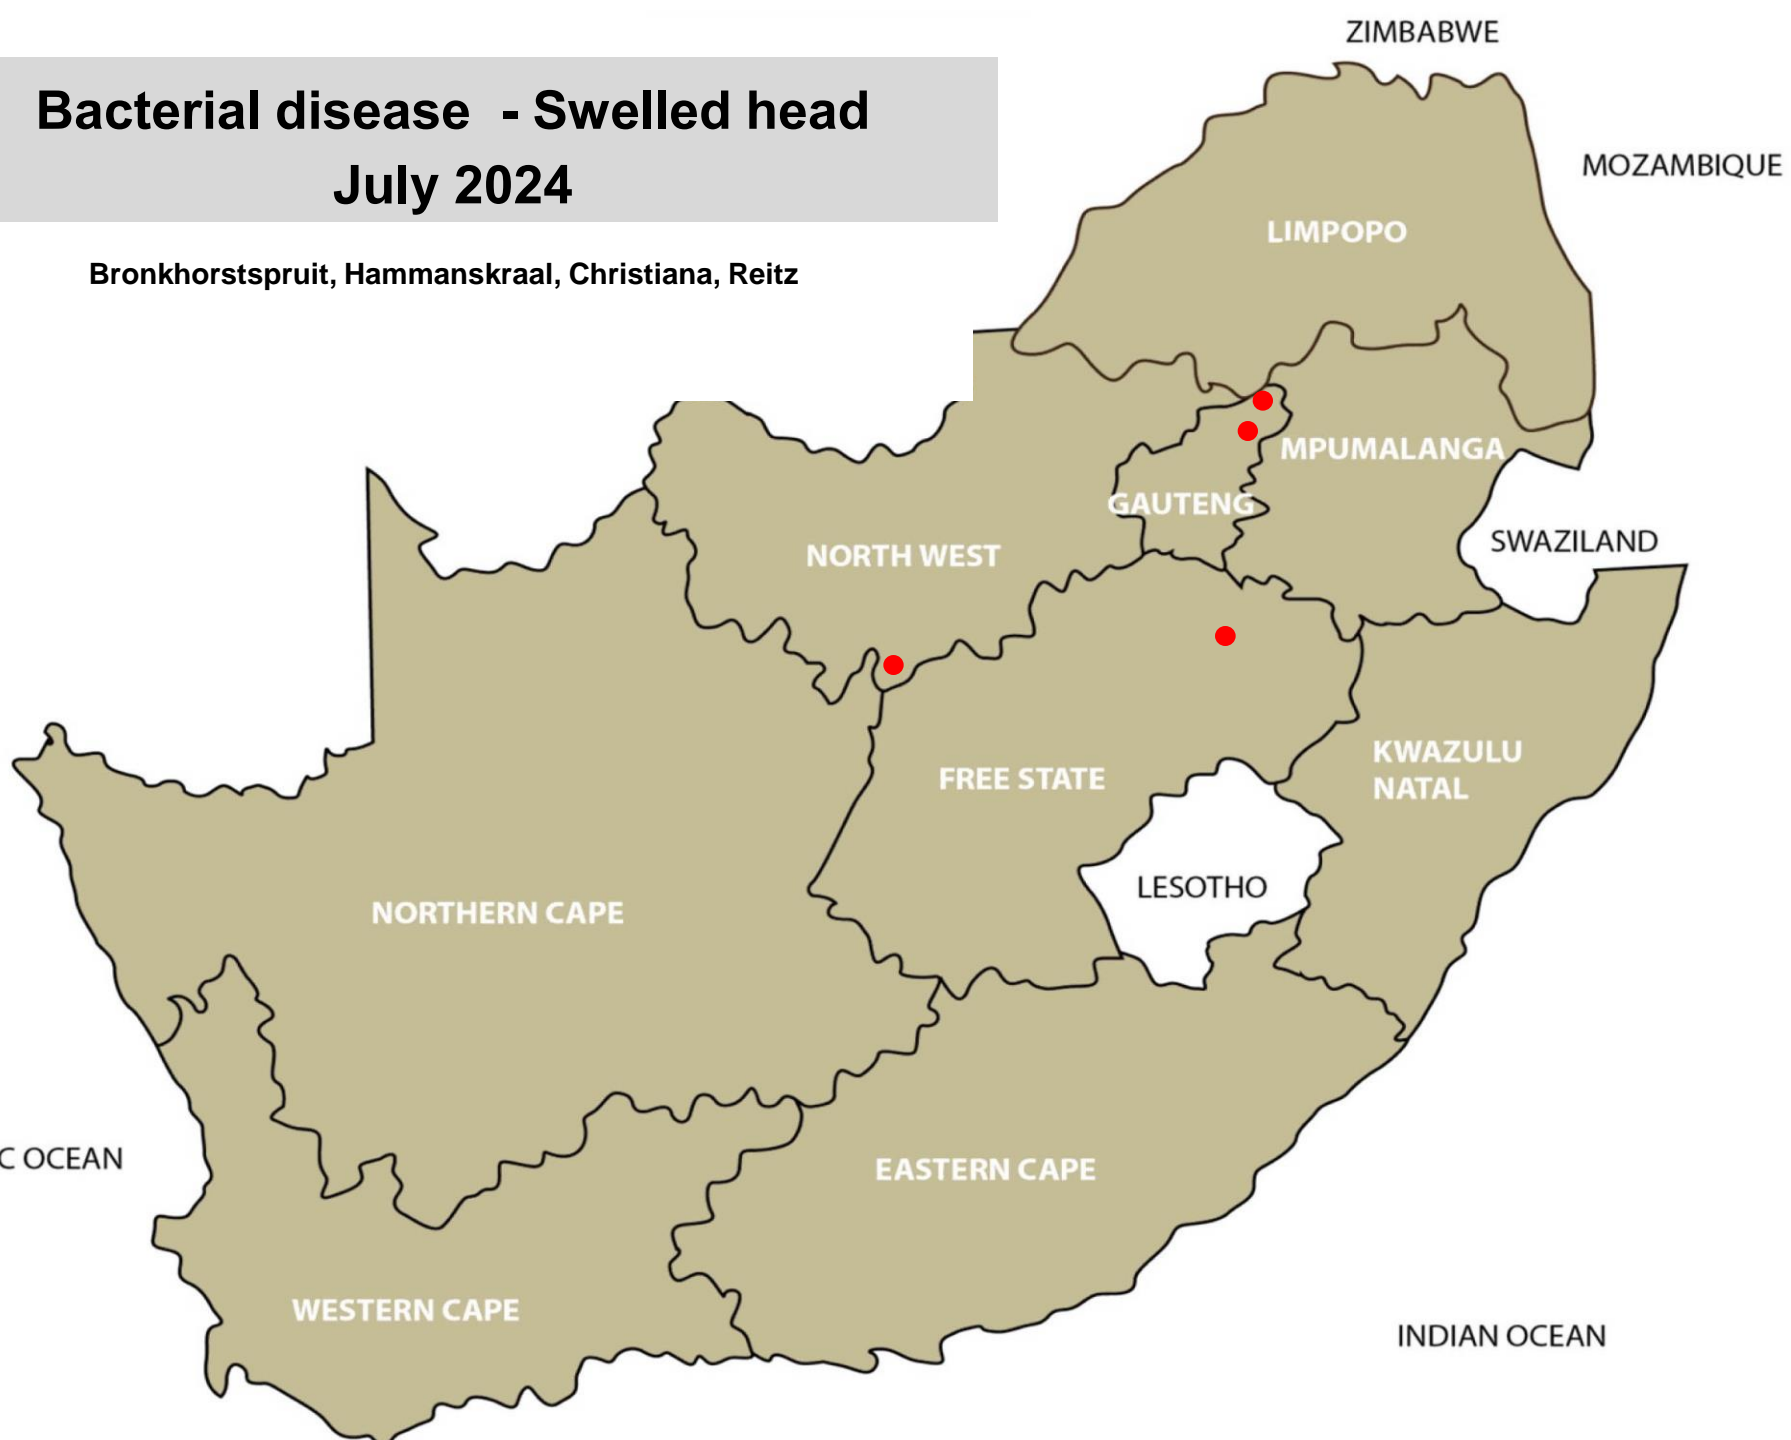 Bacterial disease - Swelled head
July 2024
Bronkhorstspruit, Hammanskraal, Christiana, Reitz
ZIMBABWE
MOZAMBIQUE
LIMPOPO
MPUMALANGA
GAUTENG
SWAZILAND
NORTH WEST
KWAZULU
NATAL
FREE STATE
LESOTHO
NORTHERN CAPE
C OCEAN
EASTERN CAPE
WESTERN CAPE
INDIAN OCEAN